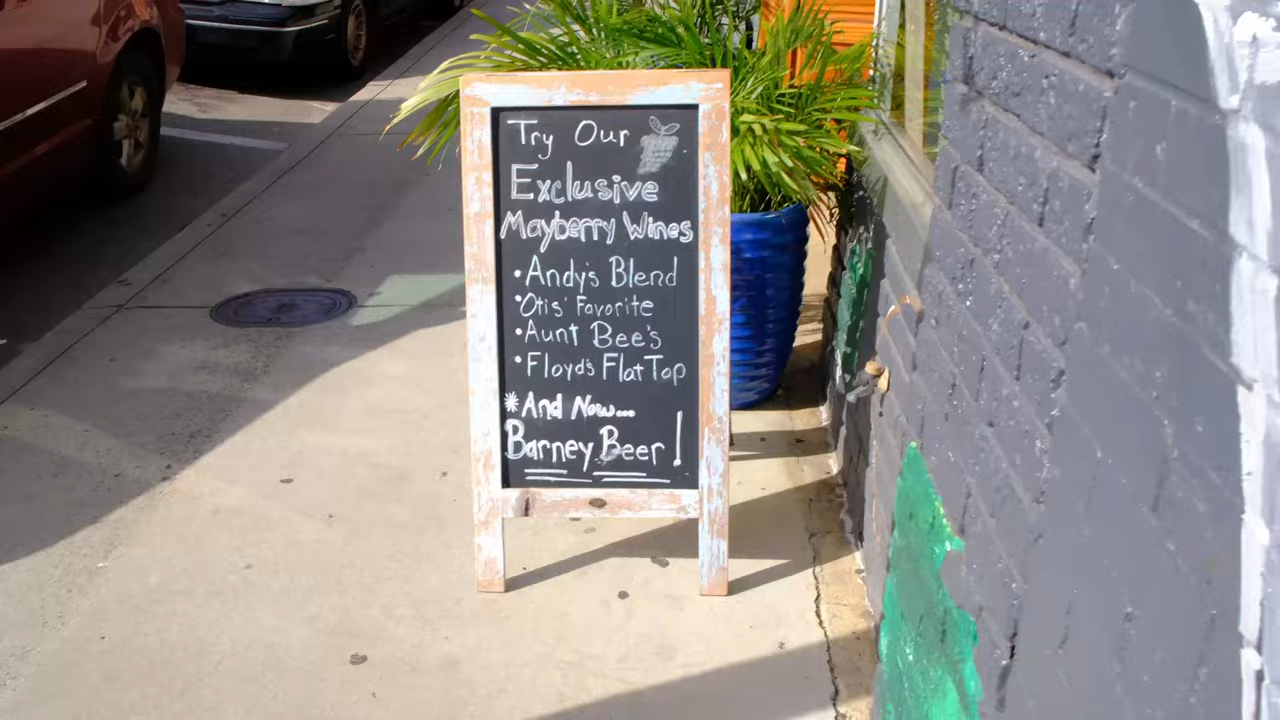 Try Our
Exclusive
Mayberry Wines
• Andy's Blend
• Otis' Favorite
• Aunt Bee's
• Floyd's Flat Top
* And Now...
Barney Beer!